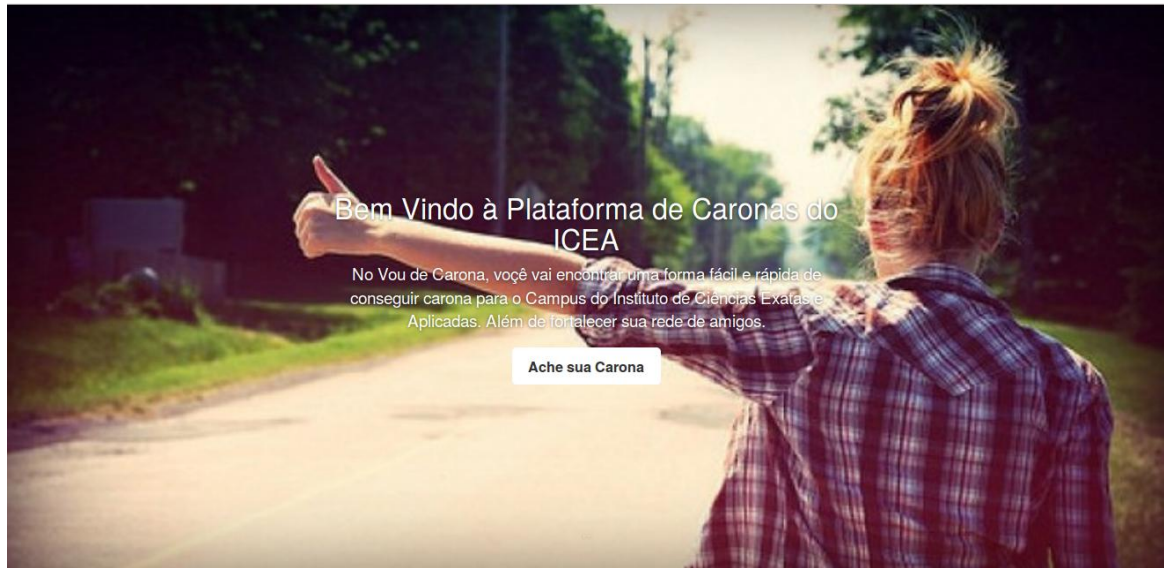 Bem Vindo à Plataforma de Caronas do
ICEA
No Vou de Carona, voçê vai encontrar uma forma fácil e rápida de
conseguir carona para o Campus do Instituto de Ciências Exatas e
Aplicadas. Além de fortalecer sua rede de amigos.
Ache sua Carona